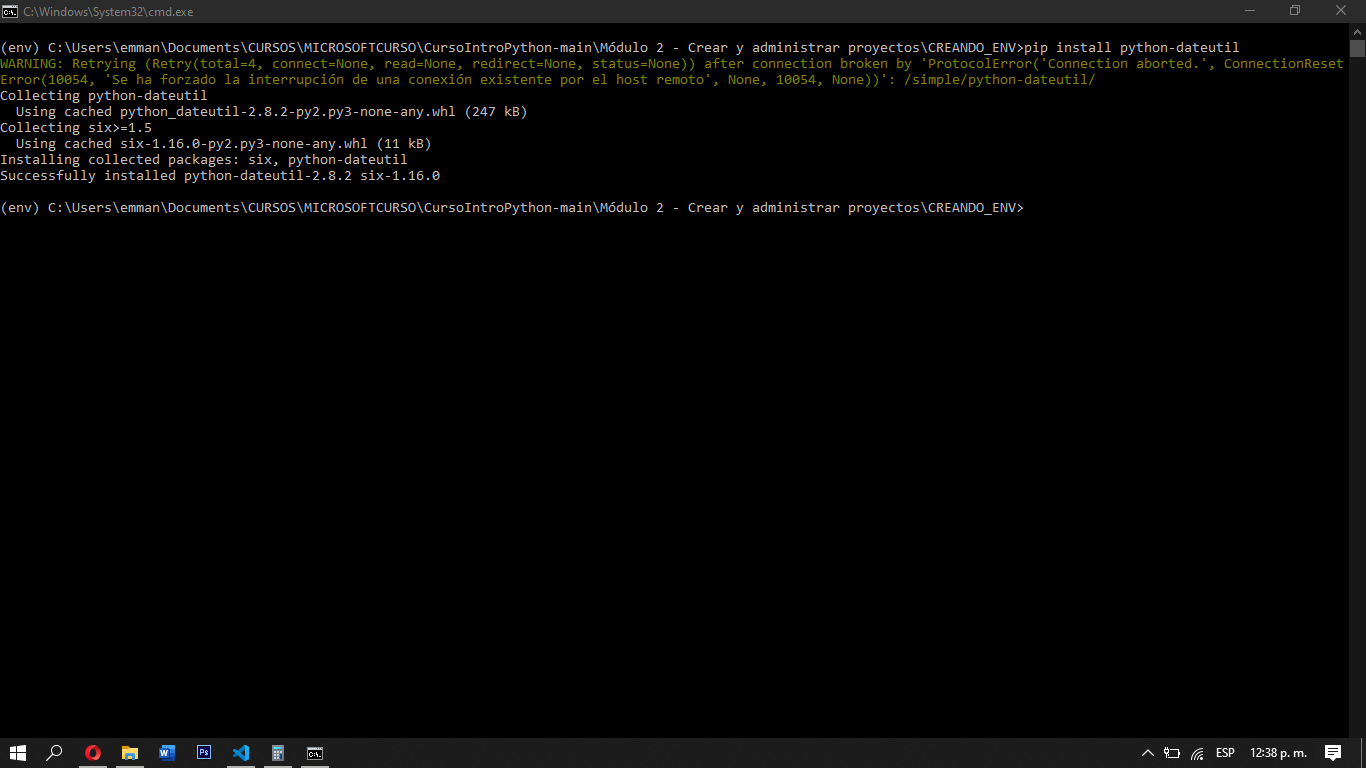 C:\Windows\System32\cmd.exe
(env) C:\Users\emman\Documents\CURSOS\MICROSOFTCURSO\CursoIntroPython-main\Módulo 2 - Crear y administrar proyectos\CREANDO_ENV>pip install python-dateutil
WARNING: Retrying (Retry(total=4, connect=None, read=None, redirect=None, status=None)) after connection broken by 'ProtocolError('Connection aborted.', ConnectionReset
Error(10054, 'Se ha forzado la interrupción de una conexión existente por el host remoto', None, 10054, None))': /simple/python-dateutil/
Collecting python-dateutil
  Using cached python_dateutil-2.8.2-py2.py3-none-any.whl (247 kB)
Collecting six>=1.5
  Using cached six-1.16.0-py2.py3-none-any.whl (11 kB)
Installing collected packages: six, python-dateutil
Successfully installed python-dateutil-2.8.2 six-1.16.0
(env) C:\Users\emman\Documents\CURSOS\MICROSOFTCURSO\CursoIntroPython-main\Módulo 2 - Crear y administrar proyectos\CREANDO_ENV>
ESP 12:38 p. m.